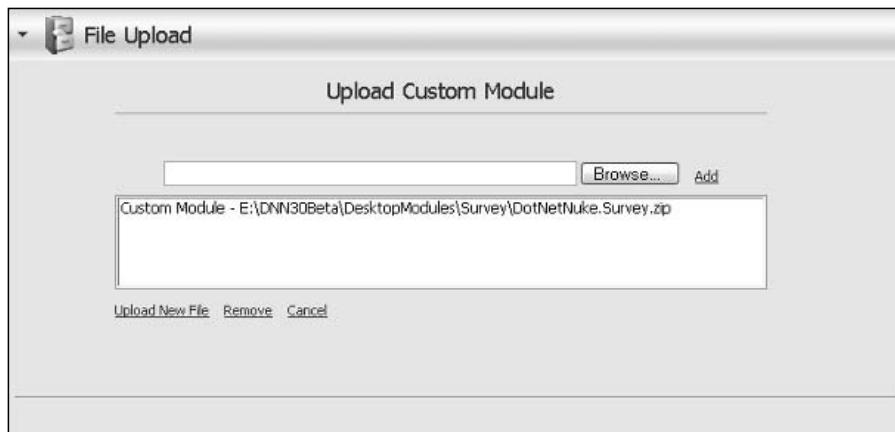 File Upload
Upload Custom Module
Browse... Add
Custom Module - E:\DNN30Beta\DesktopModules\Survey\DotNetNuke.Survey.zip
Upload New File Remove Cancel